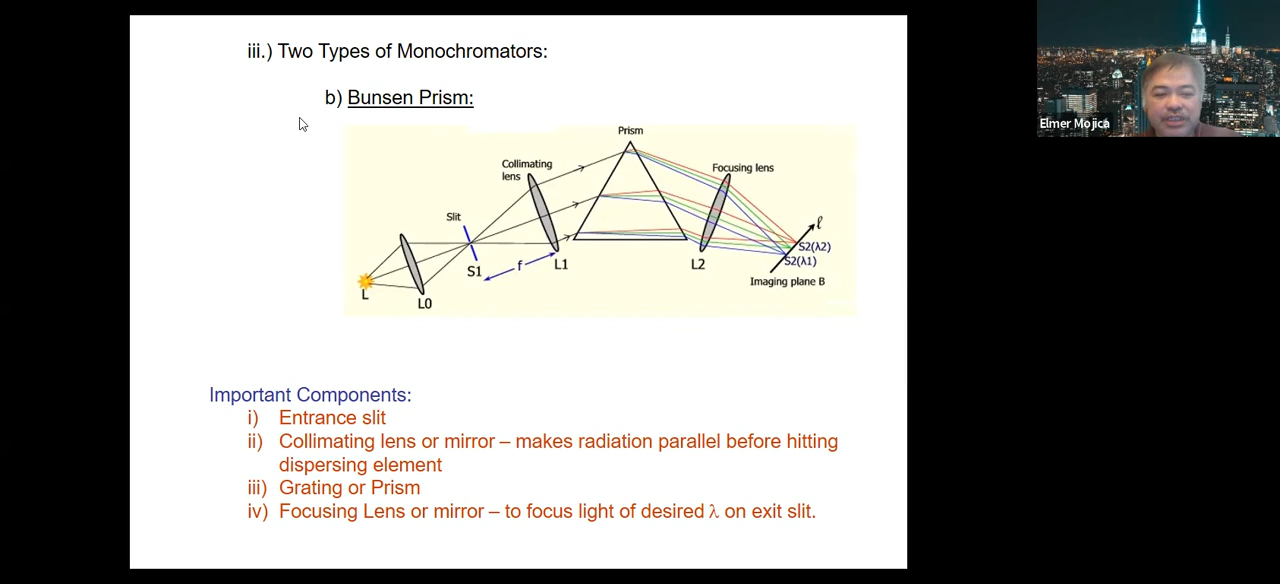 iii.) Two Types of Monochromators:
b) Bunsen Prism:
Prism
Collimating
lens
Focusing lens
Slit
ℓ
S2(λ2)
S2(λ1)
S1
f
L1
L2
Imaging plane B
L
L0
Important Components:
i) Entrance slit
ii) Collimating lens or mirror – makes radiation parallel before hitting
dispersing element
iii) Grating or Prism
iv) Focusing Lens or mirror – to focus light of desired λ on exit slit.
Elmer Mojica